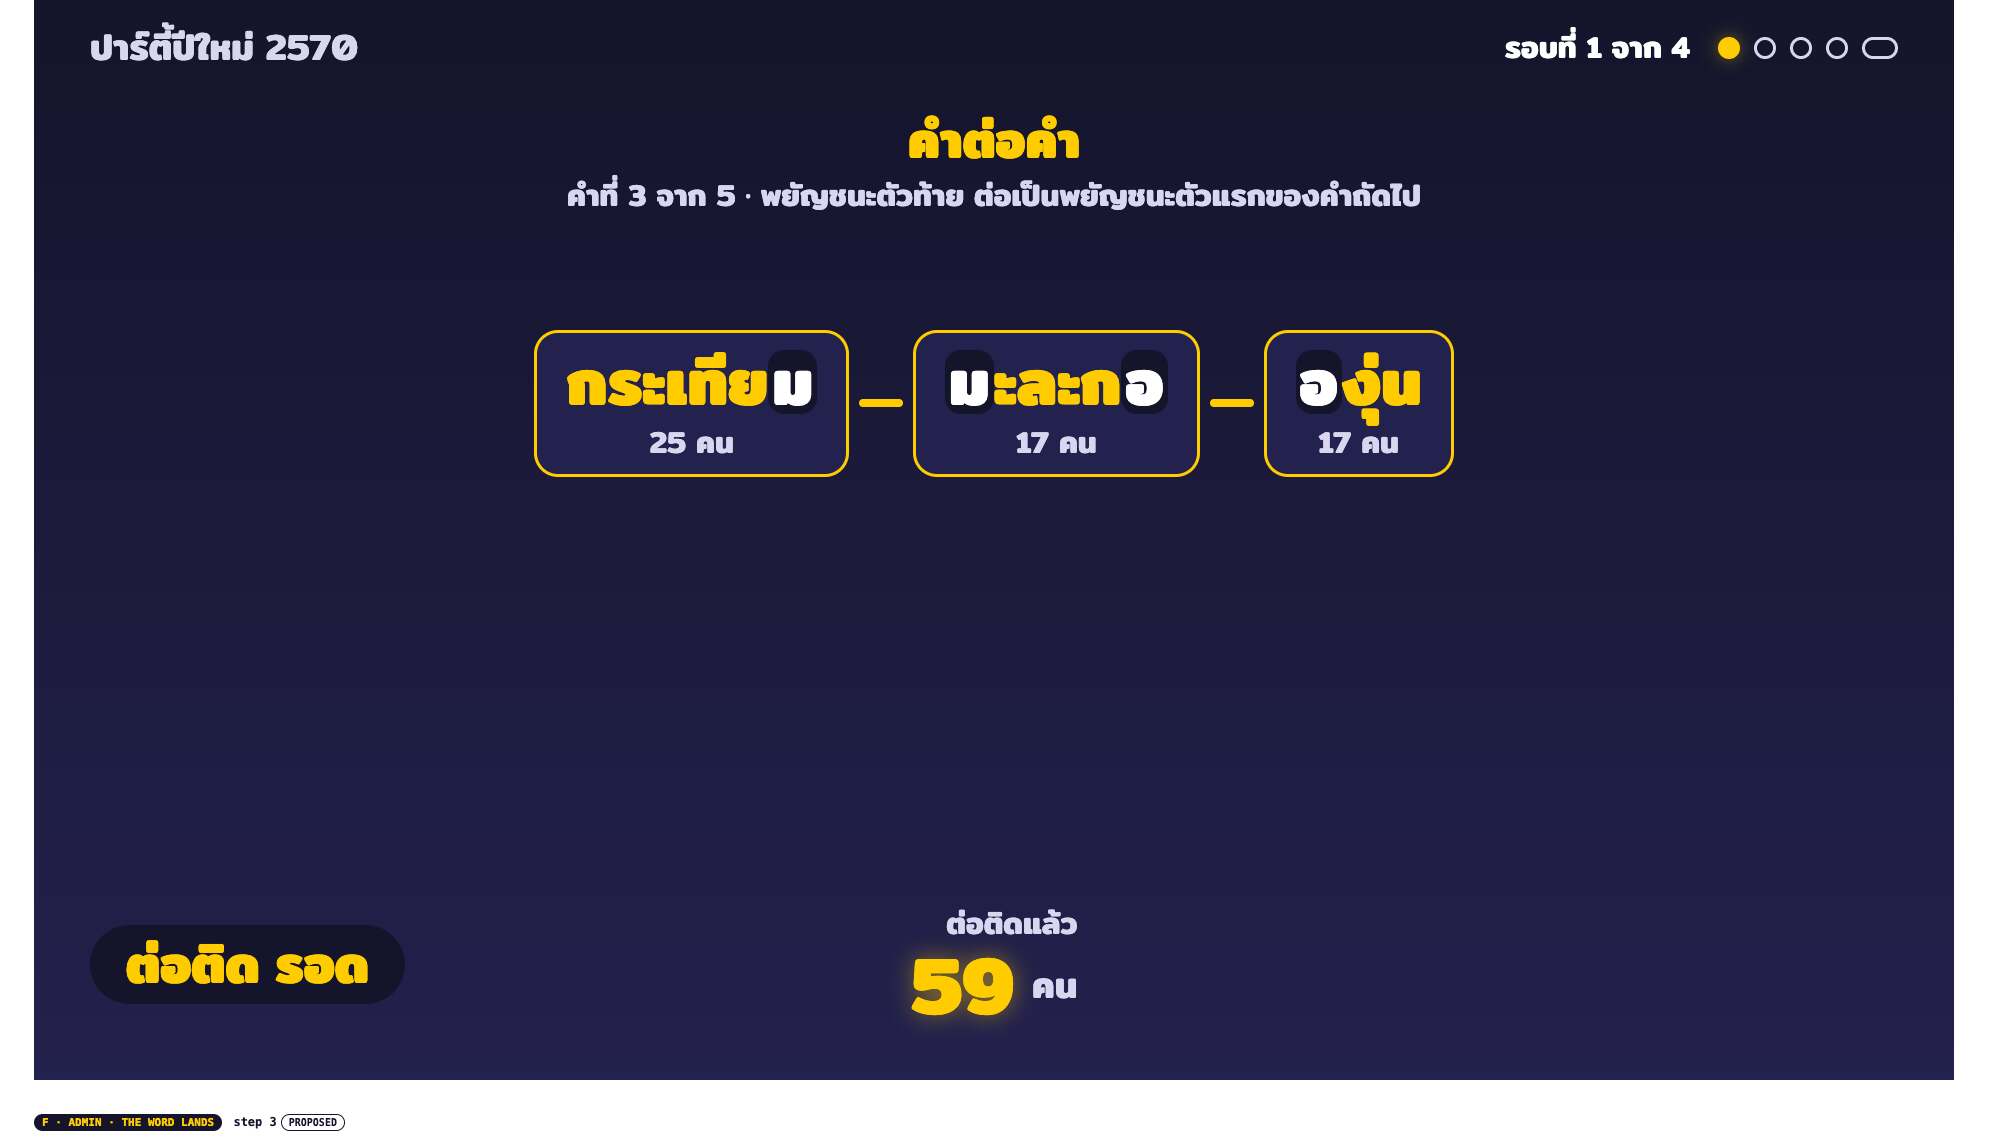 ปาร์ตี้ปีใหม่ 2570
รอบที่ 1 จาก 4
คำต่อคำ
คำที่ 3 จาก 5 · พยัญชนะตัวท้าย ต่อเป็นพยัญชนะตัวแรกของคำถัดไป
กระเทียม — มะละกอ — องุ่น
25 คน 17 คน 17 คน
ต่อติดแล้ว
59 คน
ต่อติด รอด
F · ADMIN · THE WORD LANDS step 3 PROPOSED